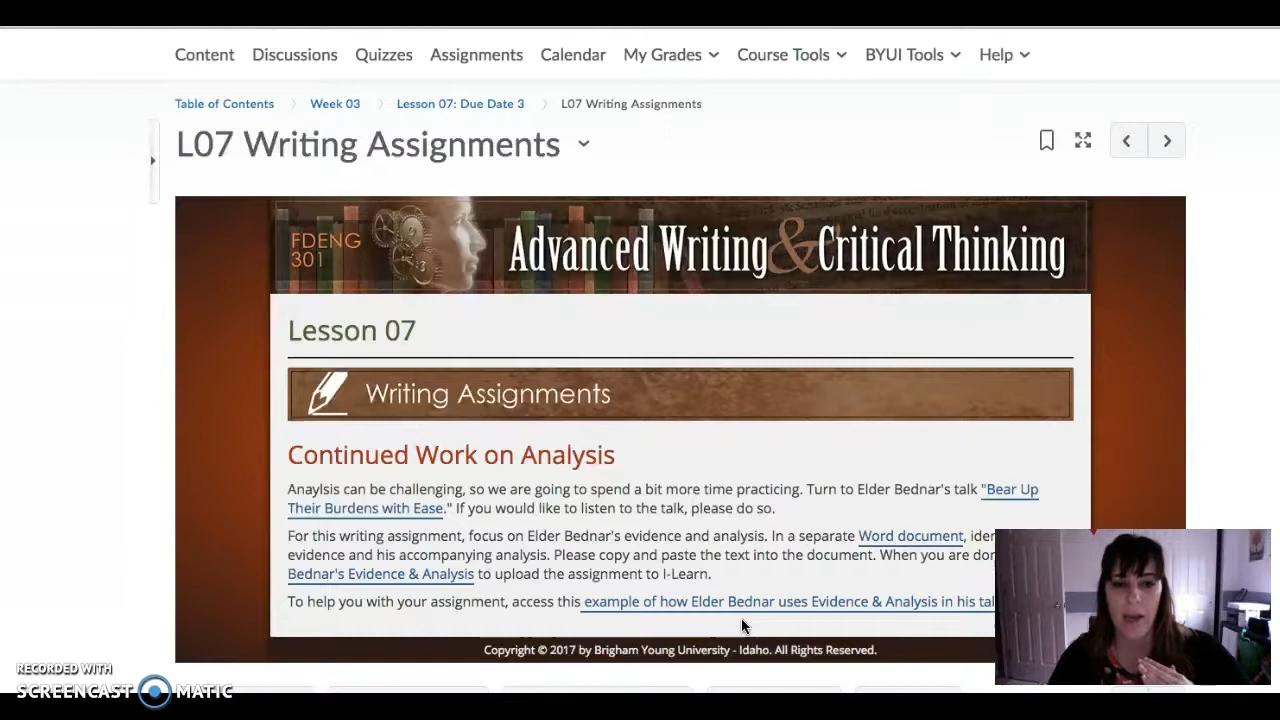 Content Discussions Quizzes Assignments Calendar My Grades Course Tools BYUI Tools Help
Table of Contents Week 03 Lesson 07: Due Date 3 L07 Writing Assignments
L07 Writing Assignments
FDENG
301
Advanced Writing & Critical Thinking
Lesson 07
Writing Assignments
Continued Work on Analysis
Anaylsis can be challenging, so we are going to spend a bit more time practicing. Turn to Elder Bednar's talk "Bear Up
Their Burdens with Ease." If you would like to listen to the talk, please do so.
For this writing assignment, focus on Elder Bednar's evidence and analysis. In a separate Word document,
evidence and his accompanying analysis. Please copy and paste the text into the document. When you are
Bednar's Evidence & Analysis to upload the assignment to I-Learn.
To help you with your assignment, access this example of how Elder Bednar uses Evidence & Analysis in his
Copyright © 2017 by Brigham Young University - Idaho. All Rights Reserved.
RECORDED WITH
SCREENCAST MATIC